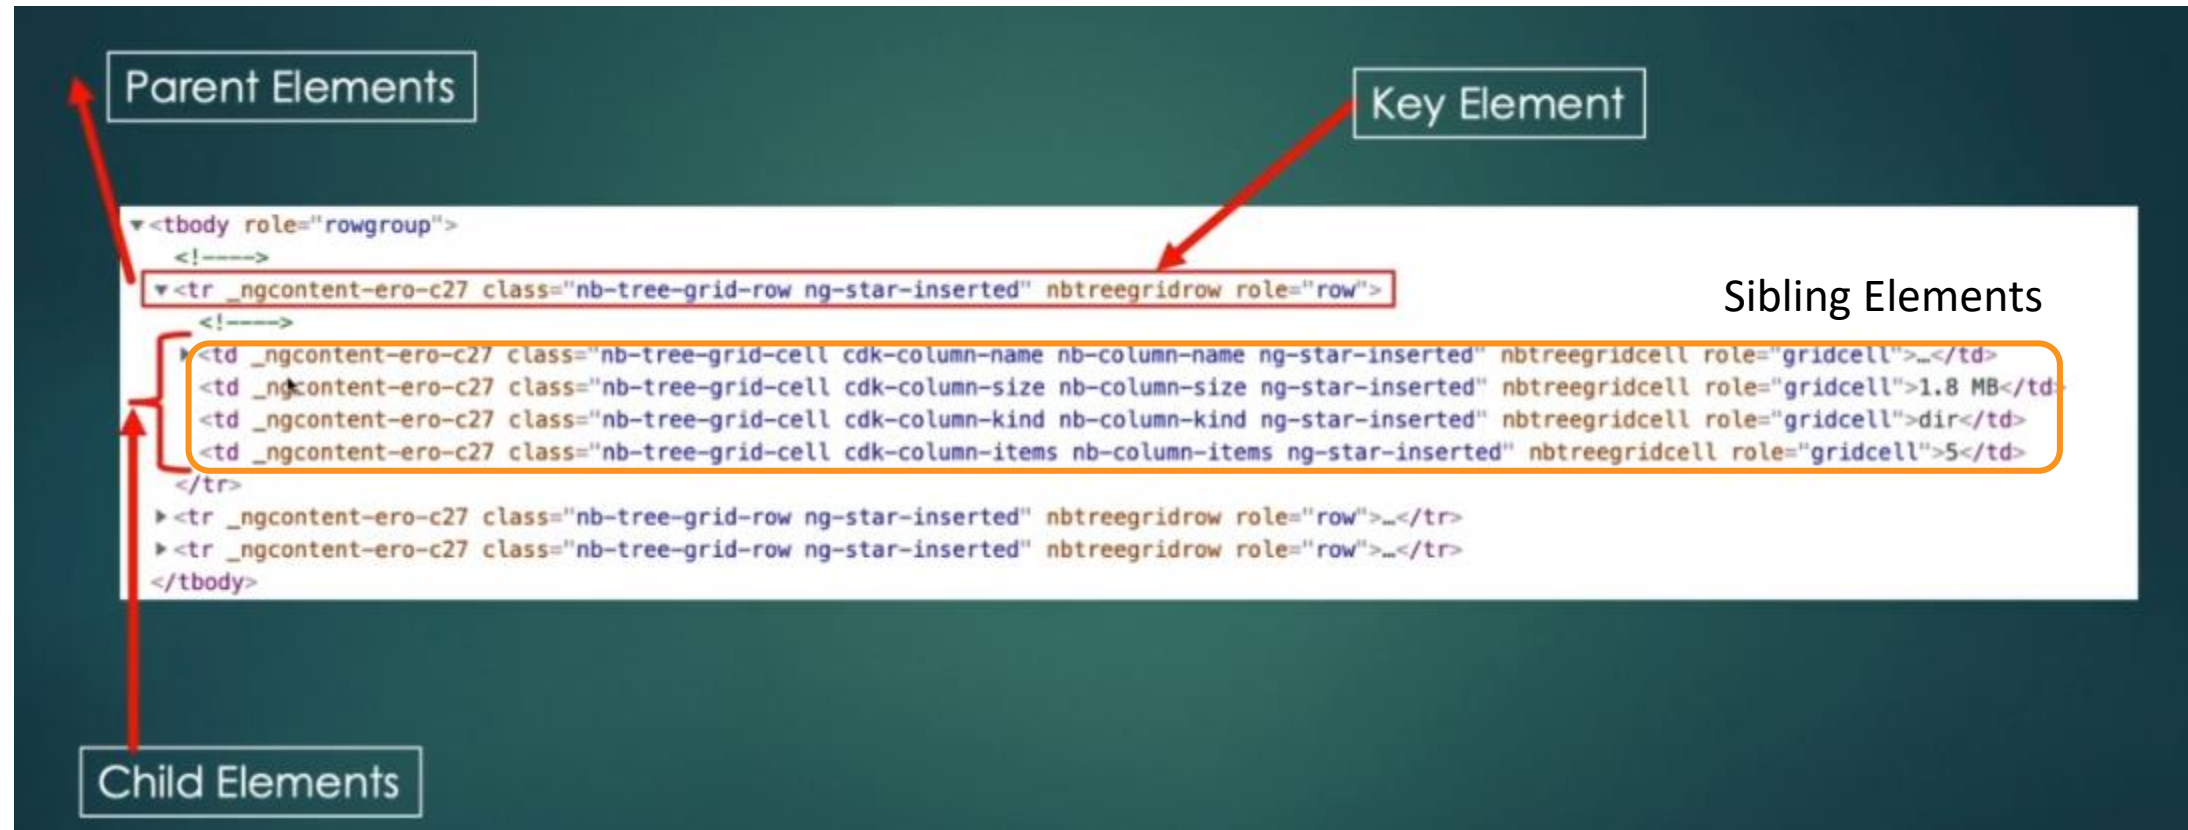 Parent Elements
Key Element
▼<tbody role="rowgroup">
<!---->
▼<tr _ngcontent-ero-c27 class="nb-tree-grid-row ng-star-inserted" nbtreegridrow role="row">
Sibling Elements
<!---->
▶<td _ngcontent-ero-c27 class="nb-tree-grid-cell cdk-column-name nb-column-name ng-star-inserted" nbtreegridcell role="gridcell">…</td>
<td _ngcontent-ero-c27 class="nb-tree-grid-cell cdk-column-size nb-column-size ng-star-inserted" nbtreegridcell role="gridcell">1.8 MB</td>
<td _ngcontent-ero-c27 class="nb-tree-grid-cell cdk-column-kind nb-column-kind ng-star-inserted" nbtreegridcell role="gridcell">dir</td>
<td _ngcontent-ero-c27 class="nb-tree-grid-cell cdk-column-items nb-column-items ng-star-inserted" nbtreegridcell role="gridcell">5</td>
</tr>
▶<tr _ngcontent-ero-c27 class="nb-tree-grid-row ng-star-inserted" nbtreegridrow role="row">…</tr>
▶<tr _ngcontent-ero-c27 class="nb-tree-grid-row ng-star-inserted" nbtreegridrow role="row">…</tr>
</tbody>
Child Elements